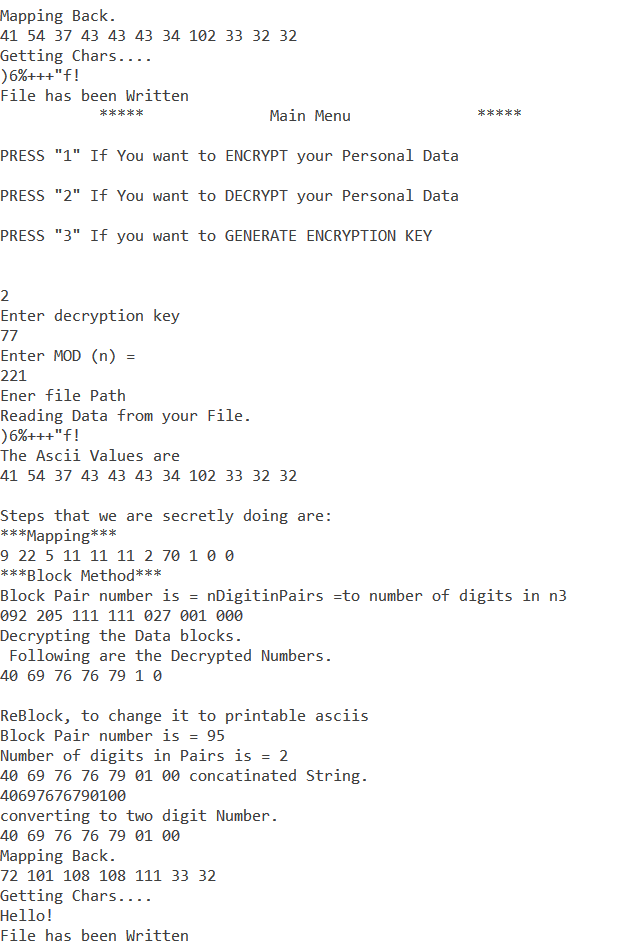 Mapping Back.
41 54 37 43 43 43 34 102 33 32 32
Getting Chars....
)6%+++"f!
File has been Written
***** Main Menu *****
PRESS "1" If You want to ENCRYPT your Personal Data
PRESS "2" If You want to DECRYPT your Personal Data
PRESS "3" If you want to GENERATE ENCRYPTION KEY
2
Enter decryption key
77
Enter MOD (n) =
221
Ener file Path
Reading Data from your File.
)6%+++"f!
The Ascii Values are
41 54 37 43 43 43 34 102 33 32 32
Steps that we are secretly doing are:
***Mapping***
9 22 5 11 11 11 2 70 1 0 0
***Block Method***
Block Pair number is = nDigitinPairs =to number of digits in n3
092 205 111 111 027 001 000
Decrypting the Data blocks.
Following are the Decrypted Numbers.
40 69 76 76 79 1 0
ReBlock, to change it to printable asciis
Block Pair number is = 95
Number of digits in Pairs is = 2
40 69 76 76 79 01 00 concatinated String.
40697676790100
converting to two digit Number.
40 69 76 76 79 01 00
Mapping Back.
72 101 108 108 111 33 32
Getting Chars....
Hello!
File has been Written